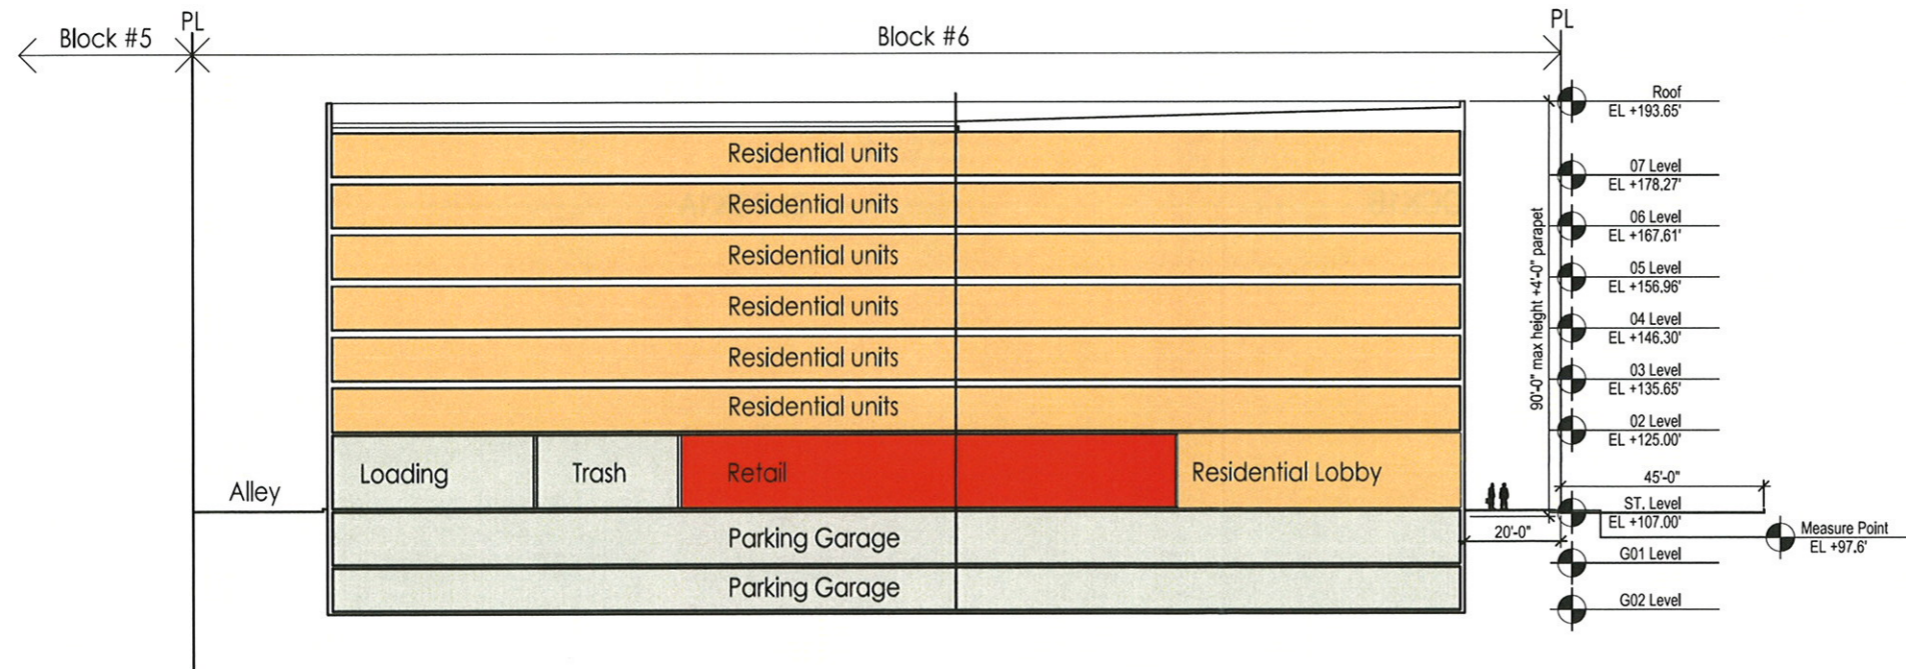 PL
PL
Block #5
Block #6
Roof
EL +193.65'
Residential units
07 Level
EL +178.27'
Residential units
06 Level
EL +167.61'
Residential units
05 Level
EL +156.96'
Residential units
04 Level
EL +146.30'
Residential units
03 Level
EL +135.65'
Residential units
02 Level
EL +125.00'
90'-0" max height +4'-0" parapet
Loading
Trash
Retail
Residential Lobby
45'-0"
Alley
ST. Level
EL +107.00'
20'-0"
Measure Point
EL +97.6'
Parking Garage
G01 Level
Parking Garage
G02 Level